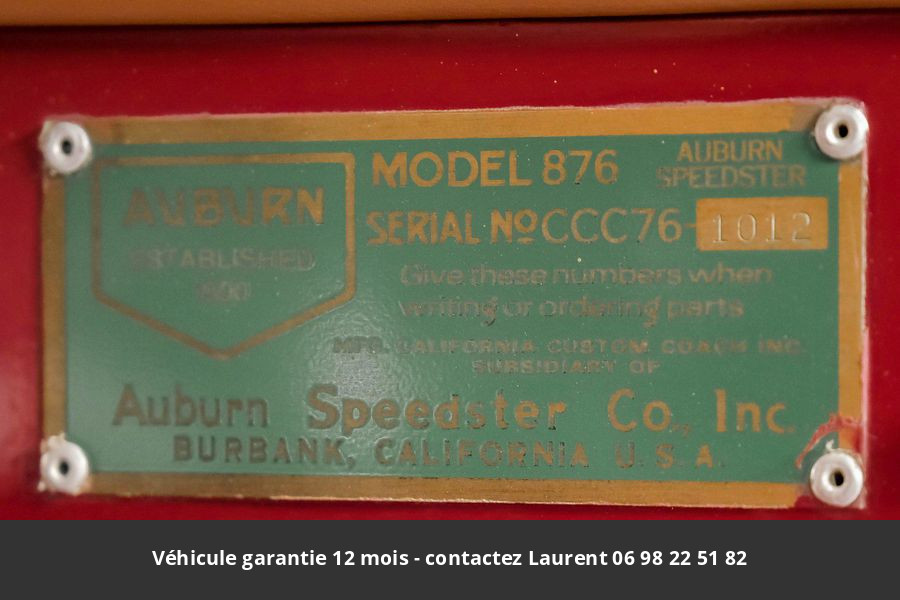 AUBURN
ESTABLISHED
1900
MODEL 876
AUBURN
SPEEDSTER
SERIAL No CCC76-1012
Give these numbers when
writing or ordering parts
MFG. CALIFORNIA CUSTOM COACH INC.
SUBSIDIARY OF
Auburn Speedster Co., Inc.
BURBANK, CALIFORNIA U.S.A.
Véhicule garantie 12 mois - contactez Laurent 06 98 22 51 82